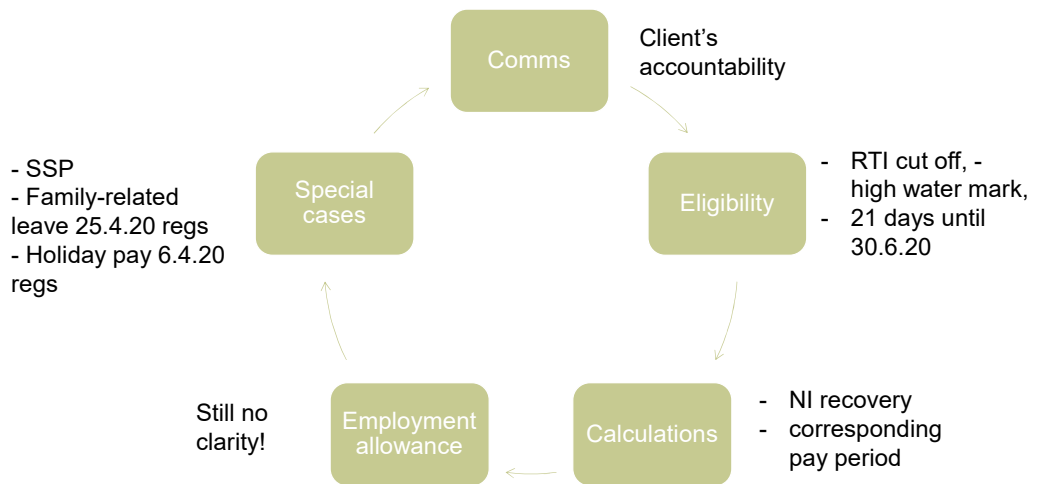 Comms
Client’s
accountability
Eligibility
- RTI cut off, -
high water mark,
- 21 days until
30.6.20
Calculations
- NI recovery
- corresponding
pay period
Employment
allowance
Still no
clarity!
Special
cases
- SSP
- Family-related
leave 25.4.20 regs
- Holiday pay 6.4.20
regs